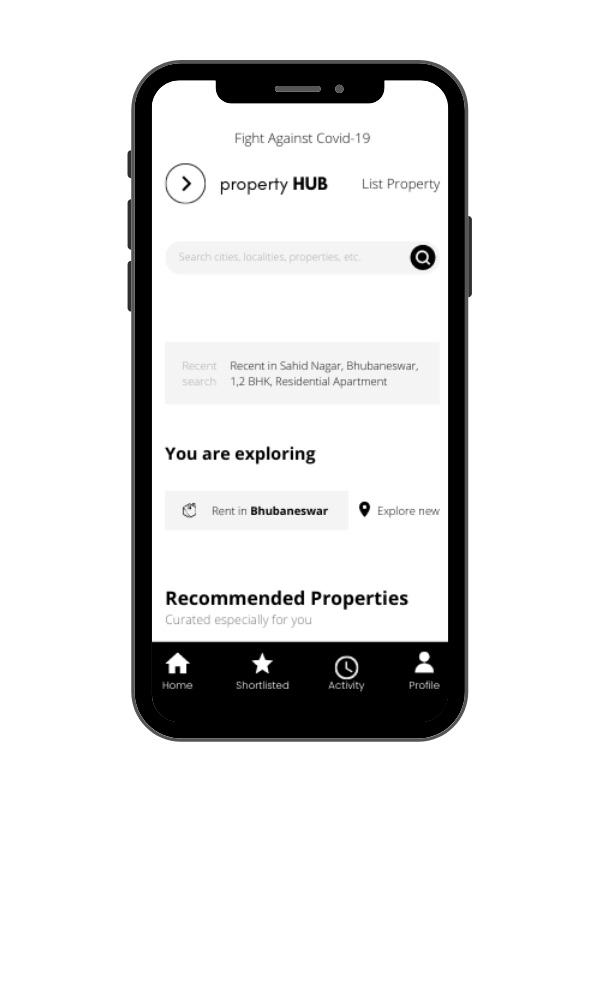 Fight Against Covid-19
property HUB
List Property
Search cities, localities, properties, etc.
Recent search
Recent in Sahid Nagar, Bhubaneswar,
1,2 BHK, Residential Apartment
You are exploring
Rent in Bhubaneswar
Explore new
Recommended Properties
Curated especially for you
Home
Shortlisted
Activity
Profile